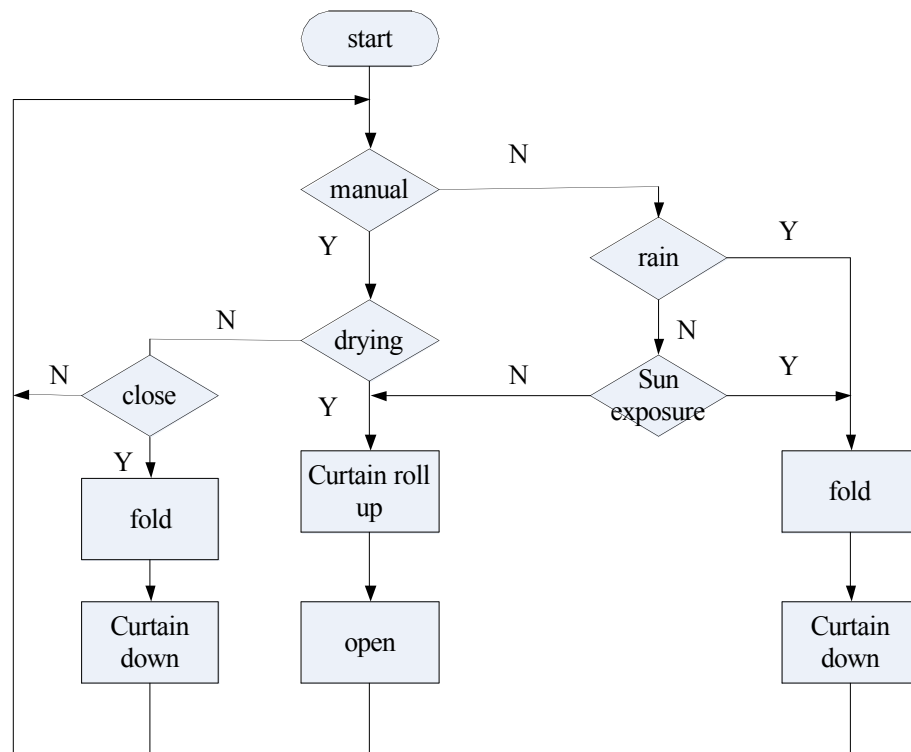 start
N
manual
Y
Y
rain
N
drying
N
N
close
N
Sun
exposure
Y
Y
Y
Curtain roll
up
fold
fold
Curtain
down
open
Curtain
down